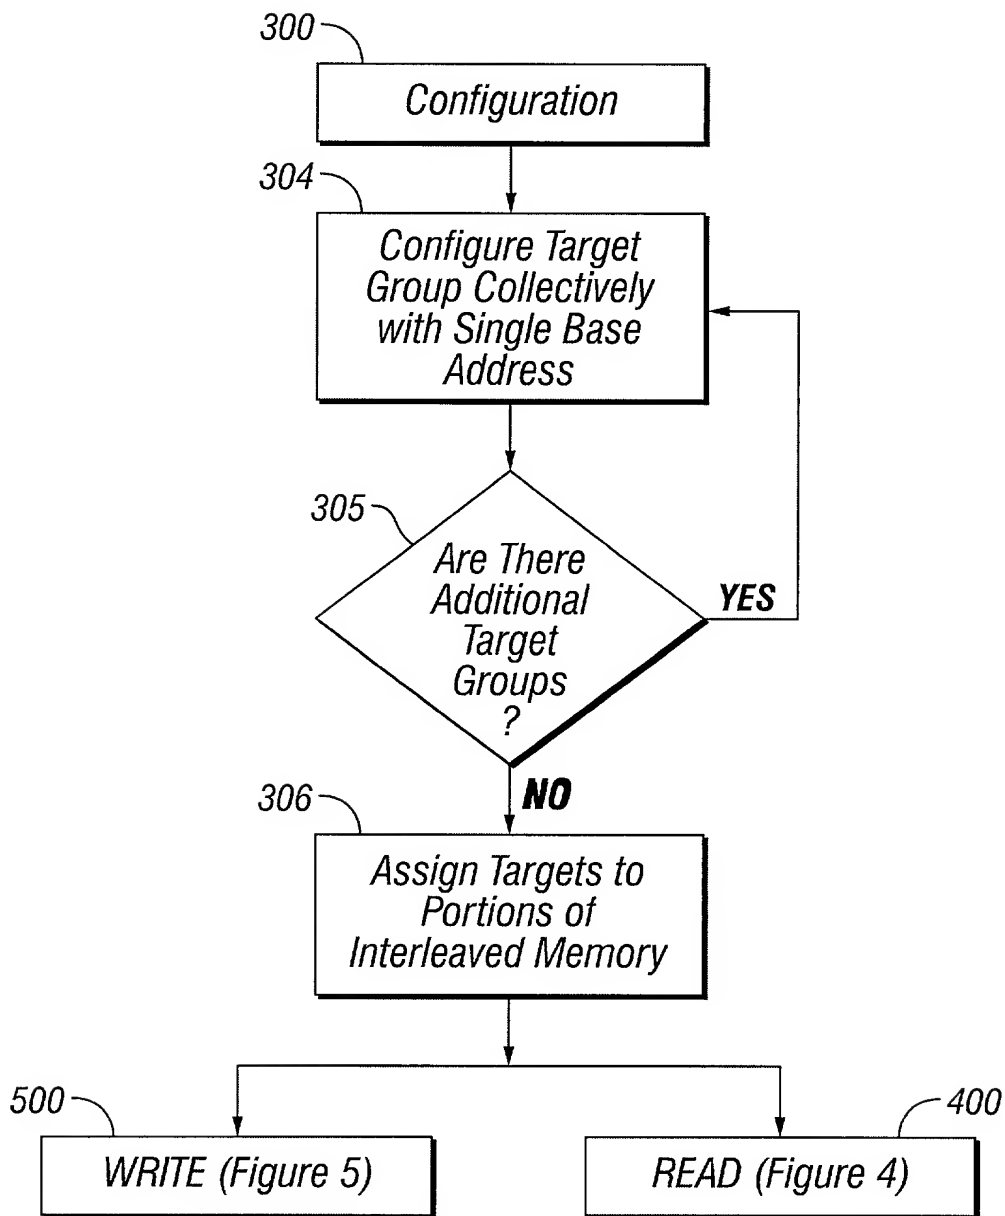 300
Configuration
304
Configure Target
Group Collectively
with Single Base
Address
305
Are There
Additional
Target
Groups
?
YES
NO
306
Assign Targets to
Portions of
Interleaved Memory
500
WRITE (Figure 5)
400
READ (Figure 4)